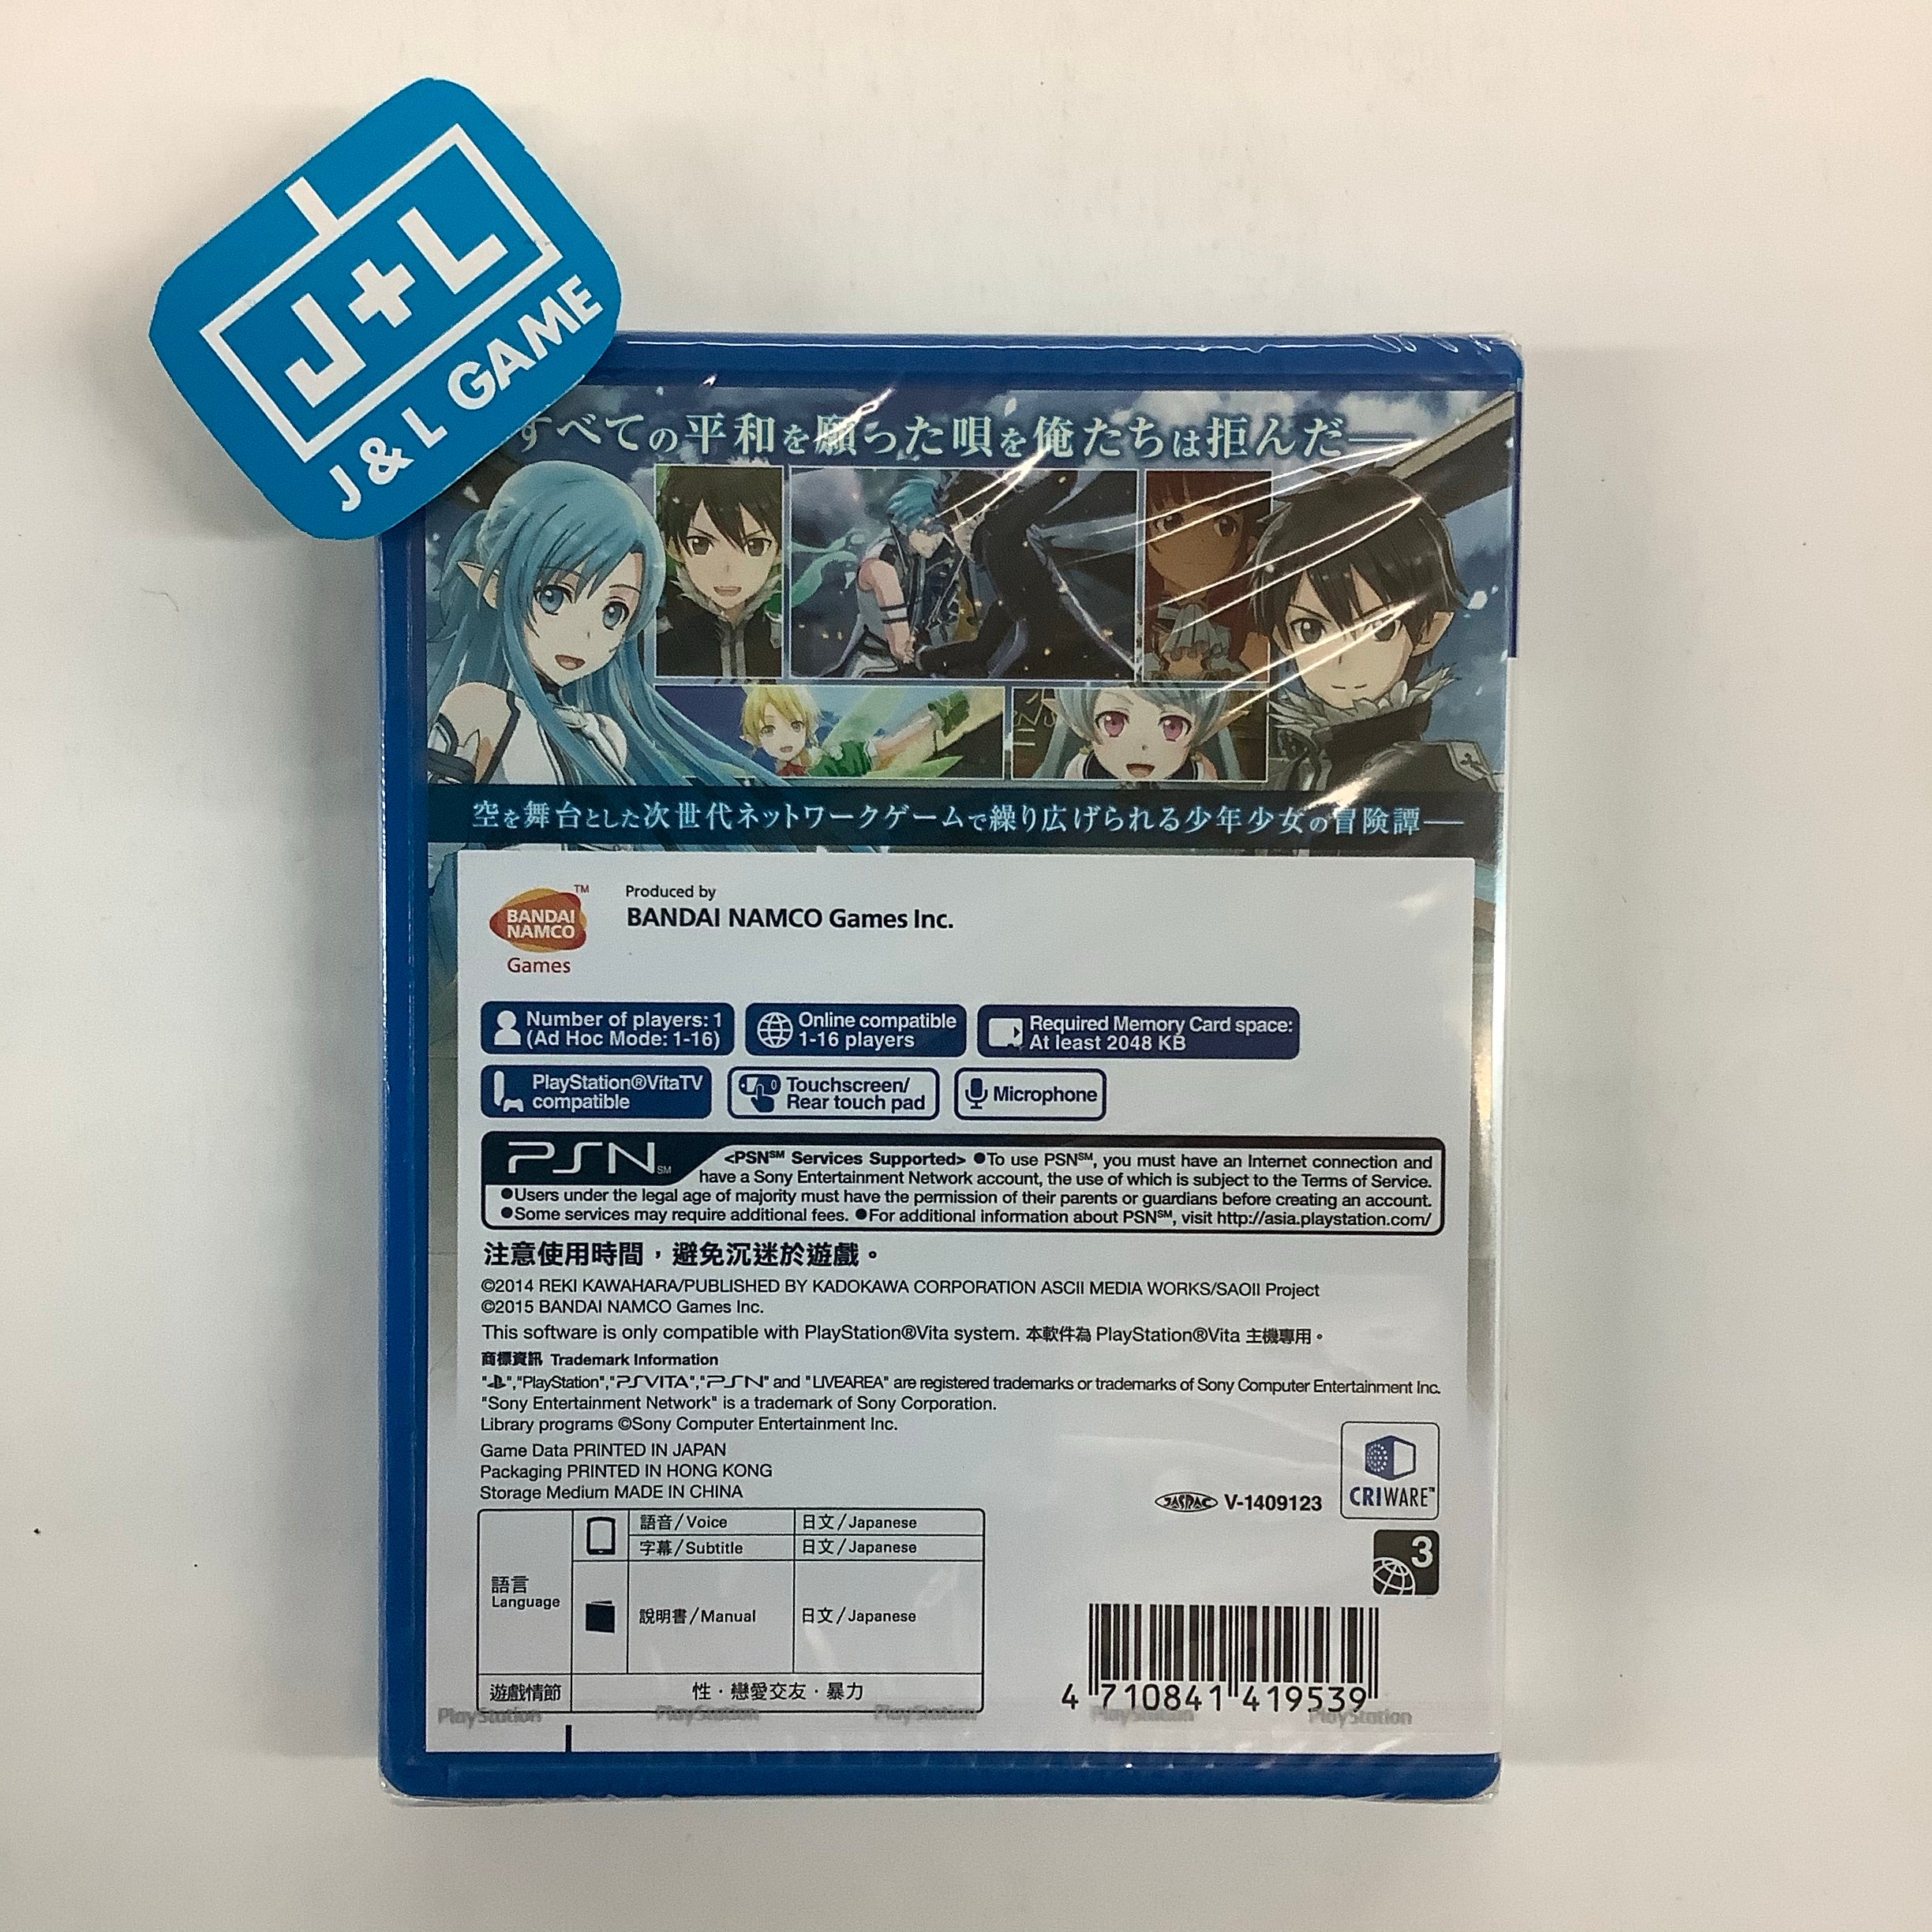 J+L
J & L GAME
すべての平和を願った唄を俺たちは拒んだ——
空を舞台とした次世代ネットワークゲームで繰り広げられる少年少女の冒険譚——
BANDAI
NAMCO
TM
Games
Produced by
BANDAI NAMCO Games Inc.
Number of players: 1
(Ad Hoc Mode: 1-16)
Online compatible
1-16 players
Required Memory Card space:
At least 2048 KB
PlayStation®VitaTV
compatible
Touchscreen/
Rear touch pad
Microphone
PSN SM
<PSN℠ Services Supported> ●To use PSN℠, you must have an Internet connection and
have a Sony Entertainment Network account, the use of which is subject to the Terms of Service.
●Users under the legal age of majority must have the permission of their parents or guardians before creating an account.
●Some services may require additional fees. ●For additional information about PSN℠, visit http://asia.playstation.com/
注意使用時間，避免沉迷於遊戲。
©2014 REKI KAWAHARA/PUBLISHED BY KADOKAWA CORPORATION ASCII MEDIA WORKS/SAOII Project
©2015 BANDAI NAMCO Games Inc.
This software is only compatible with PlayStation®Vita system. 本軟件為 PlayStation®Vita 主機專用。
商標資訊 Trademark Information
"","PlayStation","PSVITA","PSN" and "LIVEAREA" are registered trademarks or trademarks of Sony Computer Entertainment Inc.
"Sony Entertainment Network" is a trademark of Sony Corporation.
Library programs ©Sony Computer Entertainment Inc.
Game Data PRINTED IN JAPAN
Packaging PRINTED IN HONG KONG
Storage Medium MADE IN CHINA
JASRAC V-1409123
CRIWARE™
3
語言
Language
語音/Voice 日文/Japanese
字幕/Subtitle 日文/Japanese
說明書/Manual 日文/Japanese
遊戲情節 性・戀愛交友・暴力
4 710841 419539
PlayStation PlayStation PlayStation PlayStation PlayStation